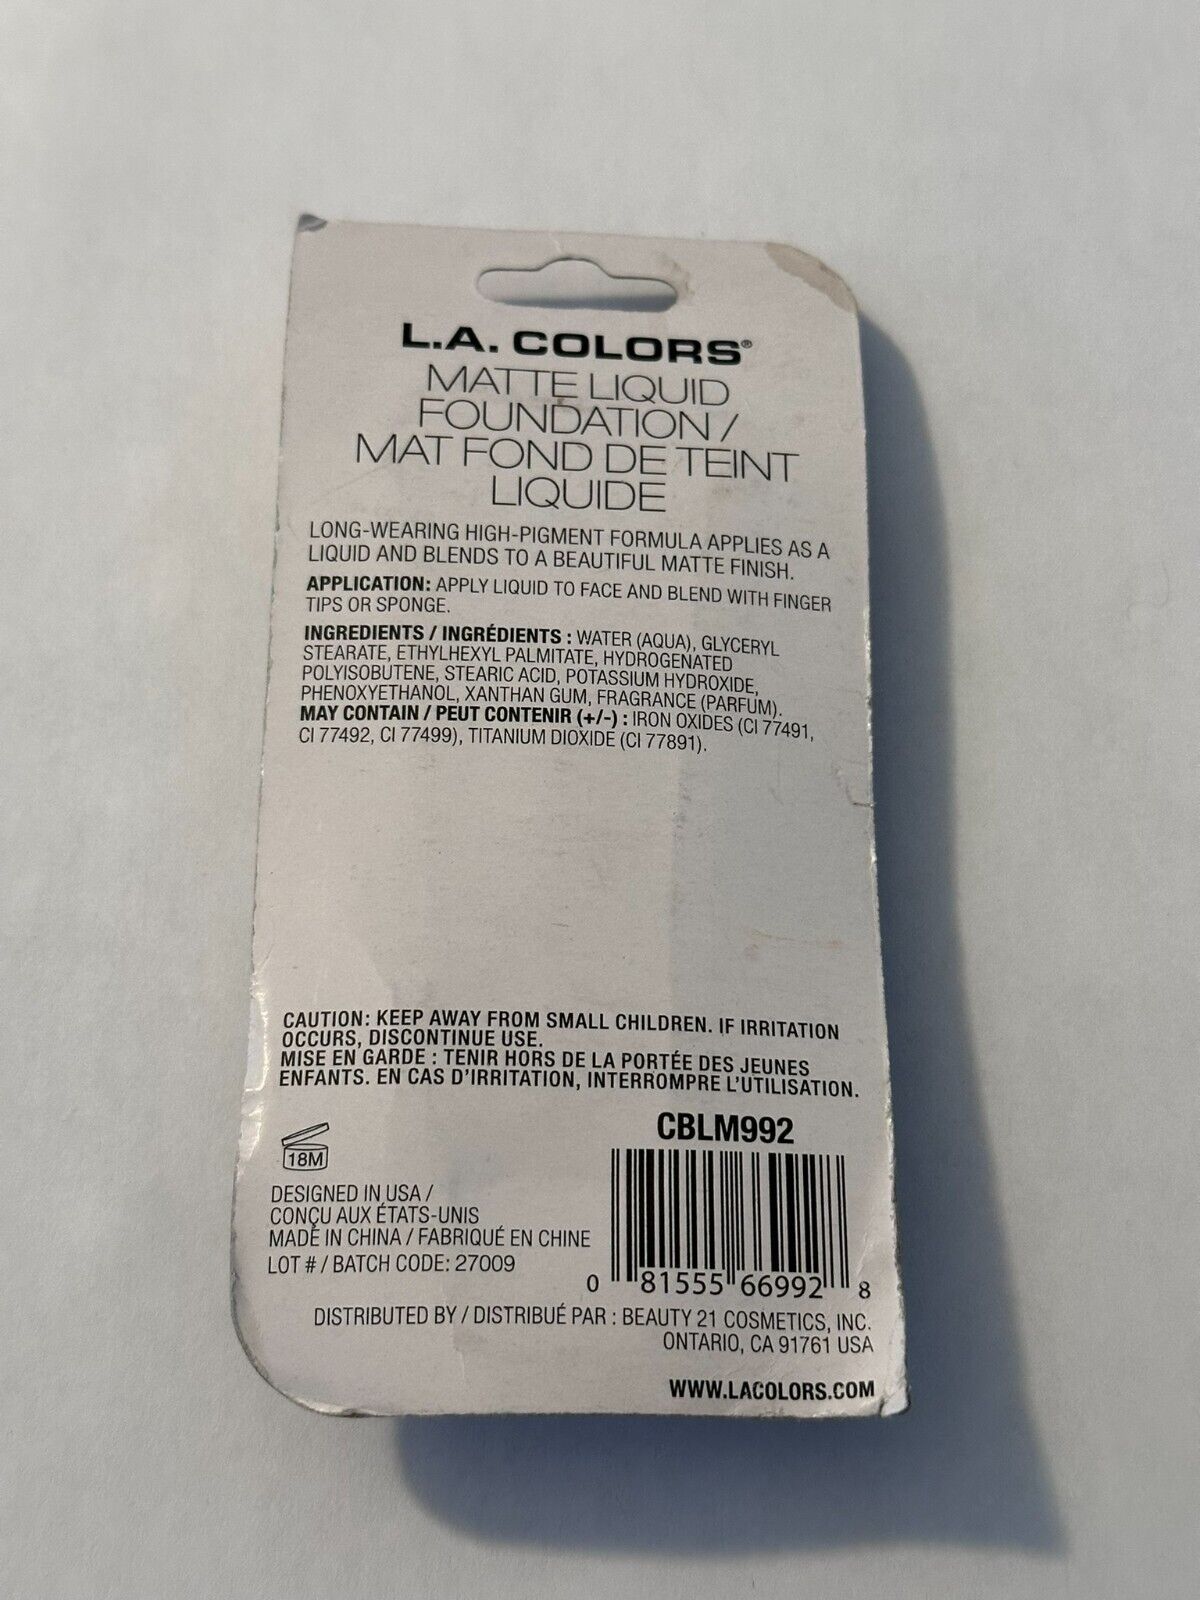 L.A. COLORS®
MATTE LIQUID
FOUNDATION /
MAT FOND DE TEINT
LIQUIDE
LONG-WEARING HIGH-PIGMENT FORMULA APPLIES AS A
LIQUID AND BLENDS TO A BEAUTIFUL MATTE FINISH.
APPLICATION: APPLY LIQUID TO FACE AND BLEND WITH FINGER
TIPS OR SPONGE.
INGREDIENTS / INGRÉDIENTS : WATER (AQUA), GLYCERYL
STEARATE, ETHYLHEXYL PALMITATE, HYDROGENATED
POLYISOBUTENE, STEARIC ACID, POTASSIUM HYDROXIDE,
PHENOXYETHANOL, XANTHAN GUM, FRAGRANCE (PARFUM).
MAY CONTAIN / PEUT CONTENIR (+/-) : IRON OXIDES (CI 77491,
CI 77492, CI 77499), TITANIUM DIOXIDE (CI 77891).
CAUTION: KEEP AWAY FROM SMALL CHILDREN. IF IRRITATION
OCCURS, DISCONTINUE USE.
MISE EN GARDE : TENIR HORS DE LA PORTÉE DES JEUNES
ENFANTS. EN CAS D'IRRITATION, INTERROMPRE L'UTILISATION.
CBLM992
18M
DESIGNED IN USA /
CONÇU AUX ÉTATS-UNIS
MADE IN CHINA / FABRIQUÉ EN CHINE
LOT # / BATCH CODE: 27009
0 81555 66992 8
DISTRIBUTED BY / DISTRIBUÉ PAR : BEAUTY 21 COSMETICS, INC.
ONTARIO, CA 91761 USA
WWW.LACOLORS.COM